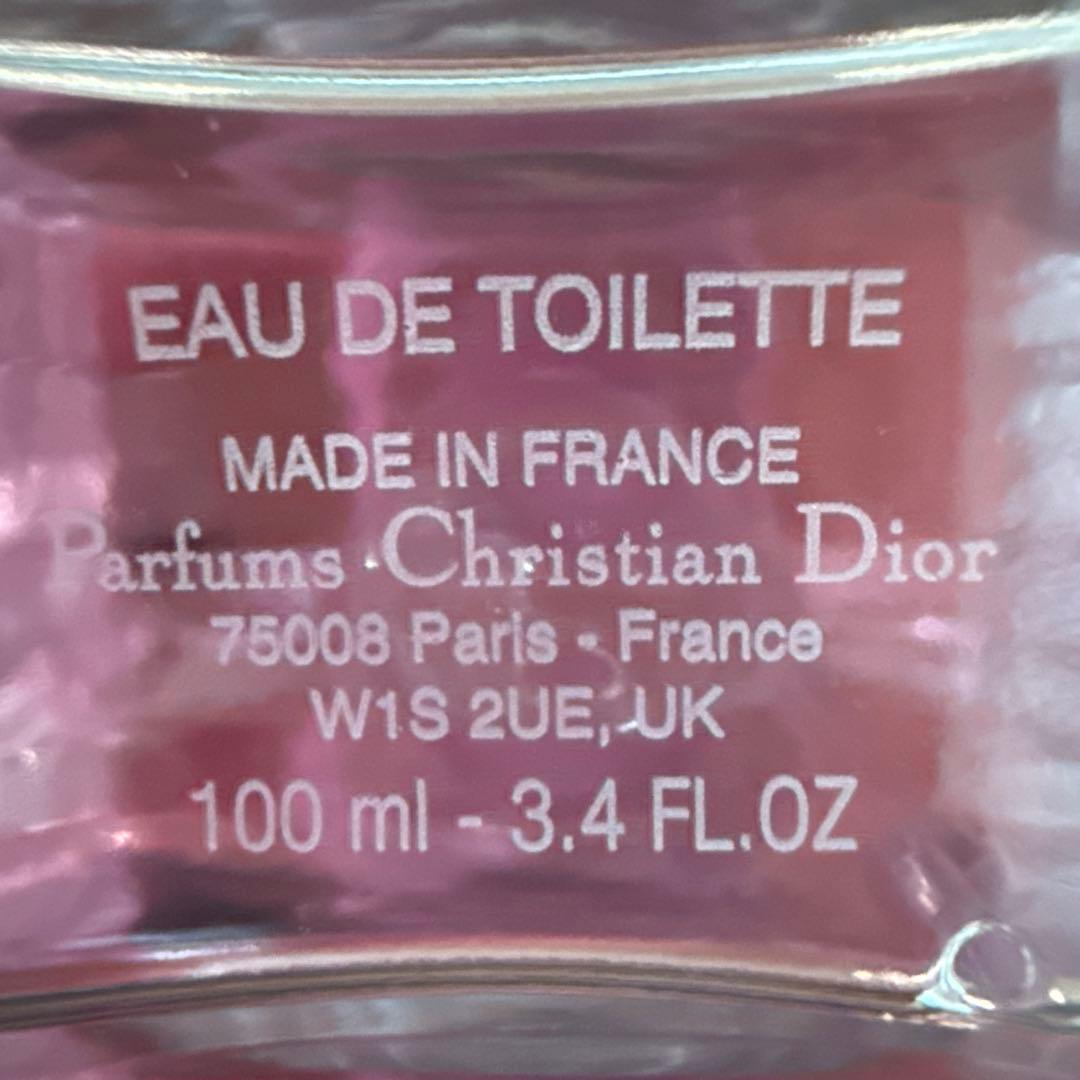 EAU DE TOILETTE
MADE IN FRANCE
Parfums Christian Dior
75008 Paris - France
W1S 2UE, UK
100 ml - 3.4 FL.OZ